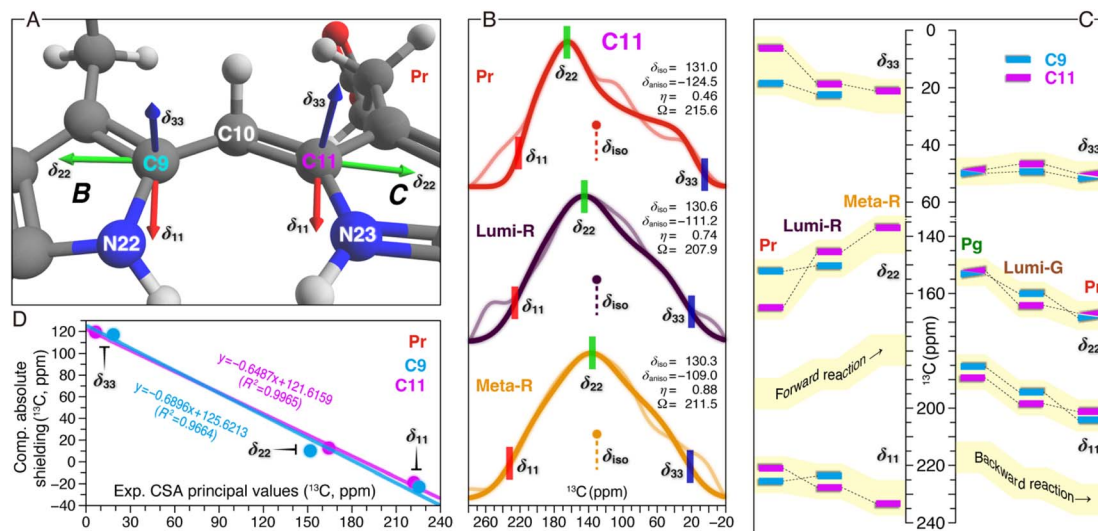 A
Pr
δ33
δ33
C10
C9
C11
δ22
B
C
δ22
δ11
δ11
N22
N23
B
C11
Pr
δ22
δiso 131.0
δaniso −124.5
η 0.46
Ω 215.6
δ11
δiso
δ33
Lumi-R
δ22
δiso = 130.6
δaniso = −111.2
η = 0.74
Ω = 207.9
δ11
δiso
δ33
Meta-R
δ22
δiso = 130.3
δaniso = −109.0
η = 0.88
Ω = 211.5
δ11
δiso
δ33
13C (ppm)
260 220 180 140 100 60 20 −20
C
0
20
40
60
140
160
180
200
220
240
13C (ppm)
C9
C11
δ33
δ33
Meta-R
Lumi-R
Pr
Pg
Lumi-G
Pr
δ22
δ22
Forward reaction
δ11
δ11
Backward reaction
D
Comp. absolute
shielding (13C, ppm)
120
100
80
60
40
20
0
−20
−40
Pr
C9
C11
y=−0.6487x+121.6159
(R2=0.9965)
y=−0.6896x+125.6213
(R2=0.9664)
δ33
δ22
δ11
Exp. CSA principal values (13C, ppm)
0 30 60 90 120 150 180 210 240